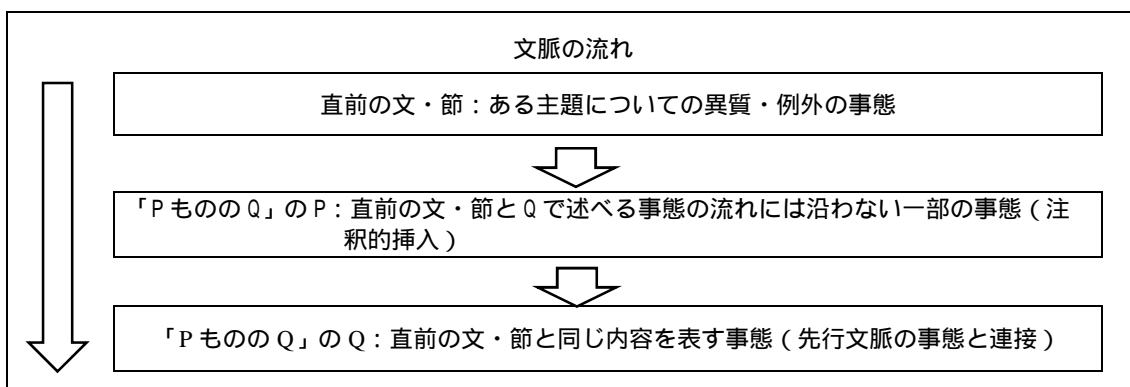 文脈の流れ
直前の文・節：ある主題についての異質・例外の事態
「P ものの Q」の P：直前の文・節と Q で述べる事態の流れには沿わない一部の事態（注
釈的挿入）
「P ものの Q」の Q：直前の文・節と同じ内容を表す事態（先行文脈の事態と連接）